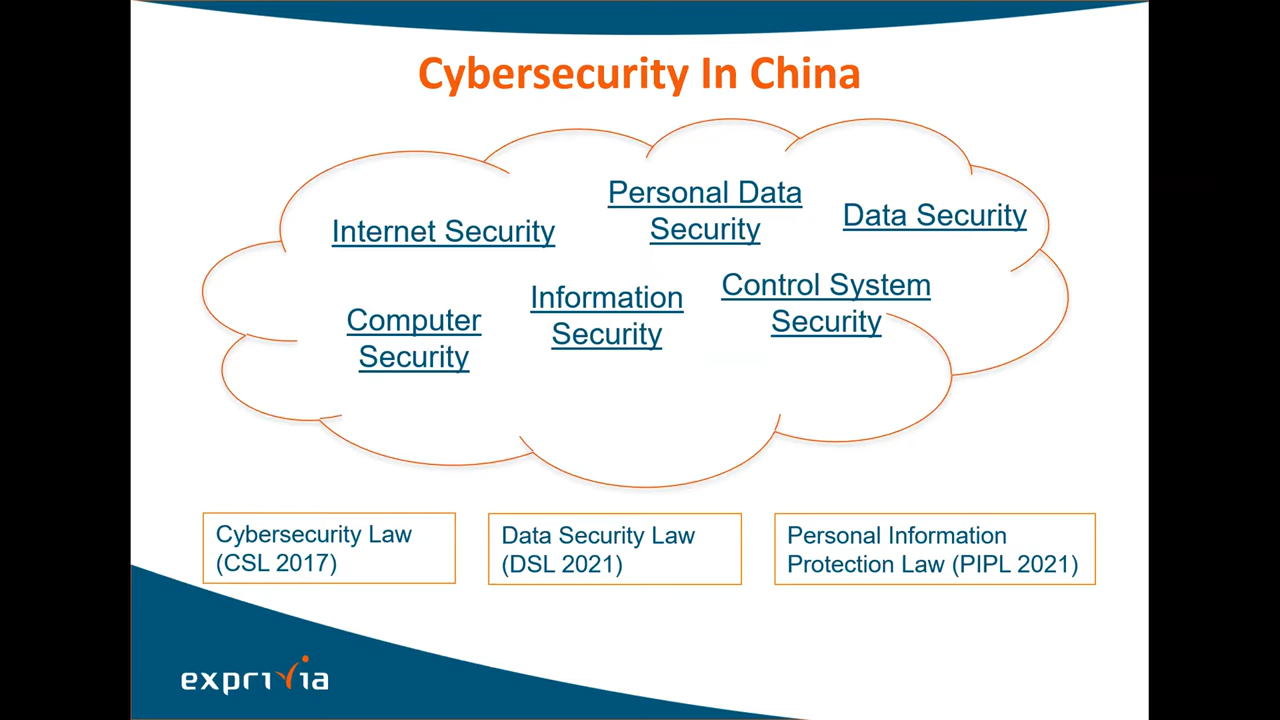 Cybersecurity In China
Internet Security
Personal Data
Security
Data Security
Computer
Security
Information
Security
Control System
Security
Cybersecurity Law
(CSL 2017)
Data Security Law
(DSL 2021)
Personal Information
Protection Law (PIPL 2021)
exprivia